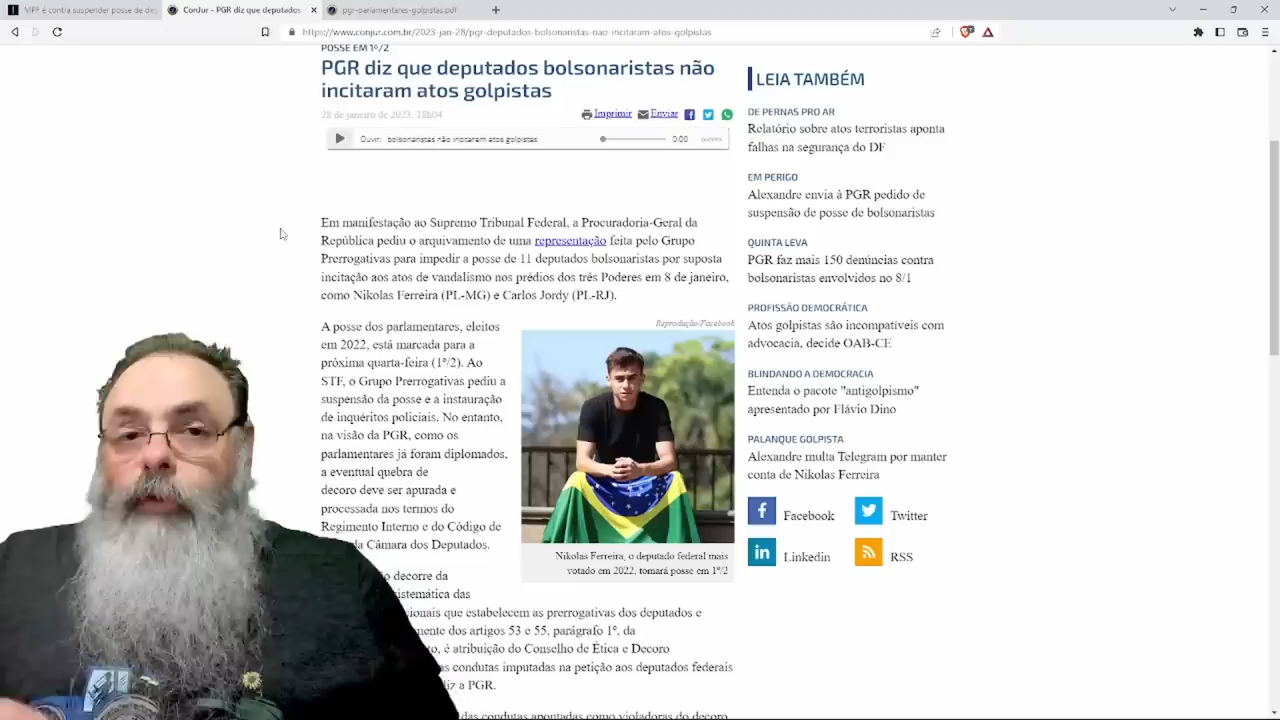 MPF é contra suspender posse de dep
ConJur - PGR diz que deputados
pgr-parlamentares-golpistas.pdf
https://www.conjur.com.br/2023-jan-28/pgr-deputados-bolsonaristas-nao-incitaram-atos-golpistas
POSSE EM 1º/2
PGR diz que deputados bolsonaristas não
incitaram atos golpistas
28 de janeiro de 2023, 18h04
Imprimir Enviar
Ouvir: bolsonaristas não incitaram atos golpistas 0:00
Em manifestação ao Supremo Tribunal Federal, a Procuradoria-Geral da
República pediu o arquivamento de uma representação feita pelo Grupo
Prerrogativas para impedir a posse de 11 deputados bolsonaristas por suposta
incitação aos atos de vandalismo nos prédios dos três Poderes em 8 de janeiro,
como Nikolas Ferreira (PL-MG) e Carlos Jordy (PL-RJ).
Reprodução/Facebook
A posse dos parlamentares, eleitos
em 2022, está marcada para a
próxima quarta-feira (1º/2). Ao
STF, o Grupo Prerrogativas pediu a
suspensão da posse e a instauração
de inquéritos policiais. No entanto,
na visão da PGR, como os
parlamentares já foram diplomados,
a eventual quebra de
decoro deve ser apurada e
processada nos termos do
Regimento Interno e do Código de
da Câmara dos Deputados.
Nikolas Ferreira, o deputado federal mais
votado em 2022, tomará posse em 1º/2
decorre da
sistemática das
ionais que estabelecem as prerrogativas dos deputados e
mente dos artigos 53 e 55, parágrafo 1º, da
to, é atribuição do Conselho de Ética e Decoro
as condutas imputadas na petição aos deputados federais
diz a PGR.
das condutas apontadas como violadoras do decoro
LEIA TAMBÉM
DE PERNAS PRO AR
Relatório sobre atos terroristas aponta
falhas na segurança do DF
EM PERIGO
Alexandre envia à PGR pedido de
suspensão de posse de bolsonaristas
QUINTA LEVA
PGR faz mais 150 denúncias contra
bolsonaristas envolvidos no 8/1
PROFISSÃO DEMOCRÁTICA
Atos golpistas são incompatíveis com
advocacia, decide OAB-CE
BLINDANDO A DEMOCRACIA
Entenda o pacote "antigolpismo"
apresentado por Flávio Dino
PALANQUE GOLPISTA
Alexandre multa Telegram por manter
conta de Nikolas Ferreira
Facebook Twitter
Linkedin RSS